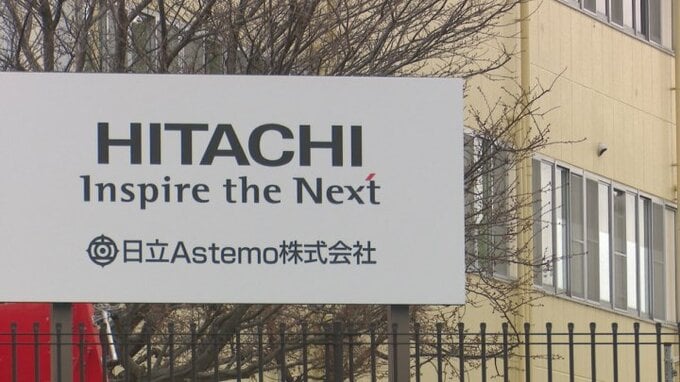 HITACHI
Inspire the Next
日立Astemo株式会社